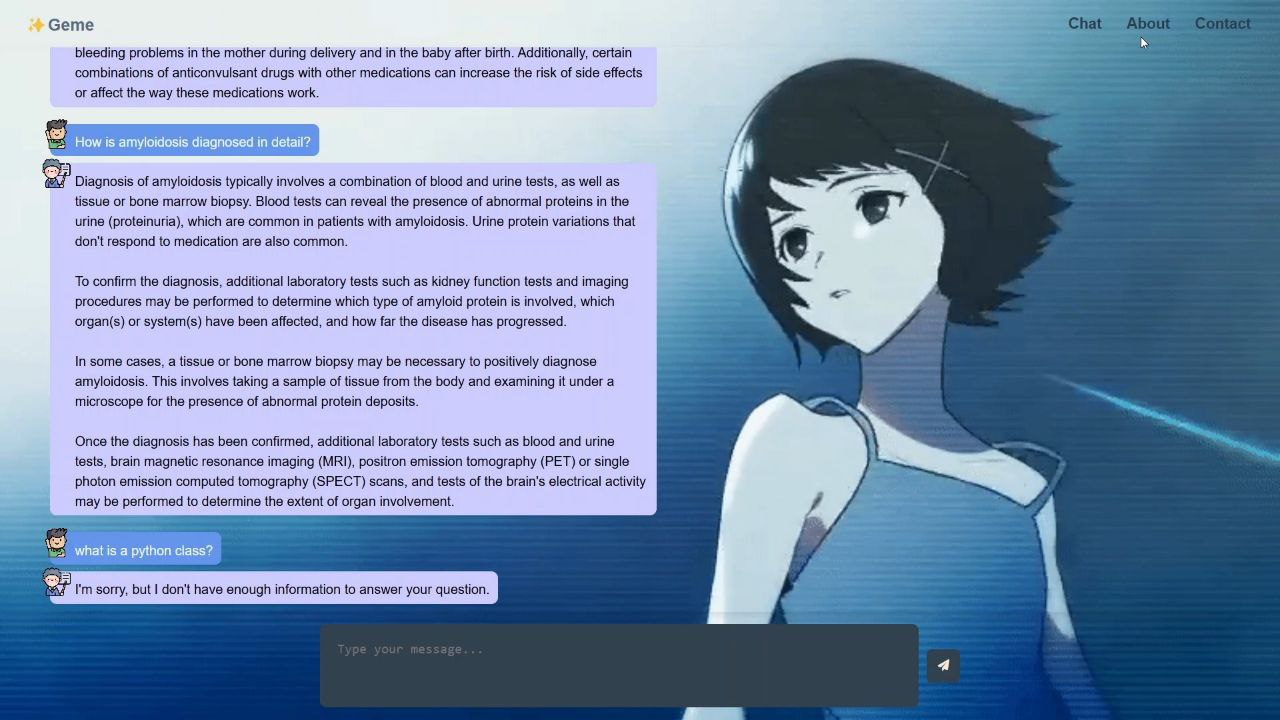 ✨Geme
Chat About Contact
bleeding problems in the mother during delivery and in the baby after birth. Additionally, certain
combinations of anticonvulsant drugs with other medications can increase the risk of side effects
or affect the way these medications work.
How is amyloidosis diagnosed in detail?
Diagnosis of amyloidosis typically involves a combination of blood and urine tests, as well as
tissue or bone marrow biopsy. Blood tests can reveal the presence of abnormal proteins in the
urine (proteinuria), which are common in patients with amyloidosis. Urine protein variations that
don't respond to medication are also common.
To confirm the diagnosis, additional laboratory tests such as kidney function tests and imaging
procedures may be performed to determine which type of amyloid protein is involved, which
organ(s) or system(s) have been affected, and how far the disease has progressed.
In some cases, a tissue or bone marrow biopsy may be necessary to positively diagnose
amyloidosis. This involves taking a sample of tissue from the body and examining it under a
microscope for the presence of abnormal protein deposits.
Once the diagnosis has been confirmed, additional laboratory tests such as blood and urine
tests, brain magnetic resonance imaging (MRI), positron emission tomography (PET) or single
photon emission computed tomography (SPECT) scans, and tests of the brain's electrical activity
may be performed to determine the extent of organ involvement.
what is a python class?
I'm sorry, but I don't have enough information to answer your question.
Type your message...